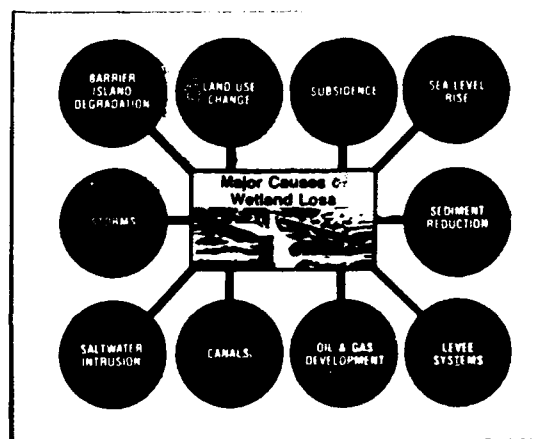 BARRIER
ISLAND
DEGRADATION
LAND USE
CHANGE
SUBSIDENCE
SEA LEVEL
RISE
Major Causes of
Wetland Loss
STORMS
SEDIMENT
REDUCTION
SALTWATER
INTRUSION
CANALS
OIL & GAS
DEVELOPMENT
LEVEE
SYSTEMS